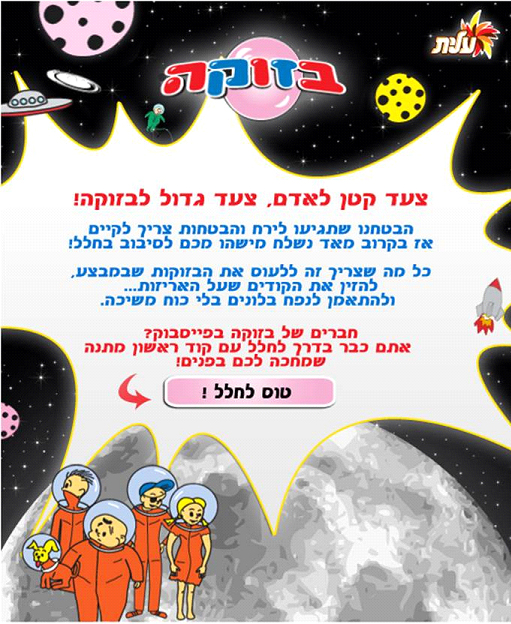 עלית
בזוקה
צעד קטן לאדם, צעד גדול לבזוקה!
הבטחנו שתגיעו לירח והבטחות צריך לקיים
אז בקרוב מאד נשלח מישהו מכם לסיבוב בחלל!
כל מה שצריך זה ללעוס את הבזוקות שבמבצע,
להזין את הקודים שעל האריזות...
ולהתאמן לנפח בלונים בלי כוח משיכה.
חברים של בזוקה בפייסבוק?
אתם כבר בדרך לחלל עם קוד ראשון מתנה
שמחכה לכם בפנים!
טוס לחלל !